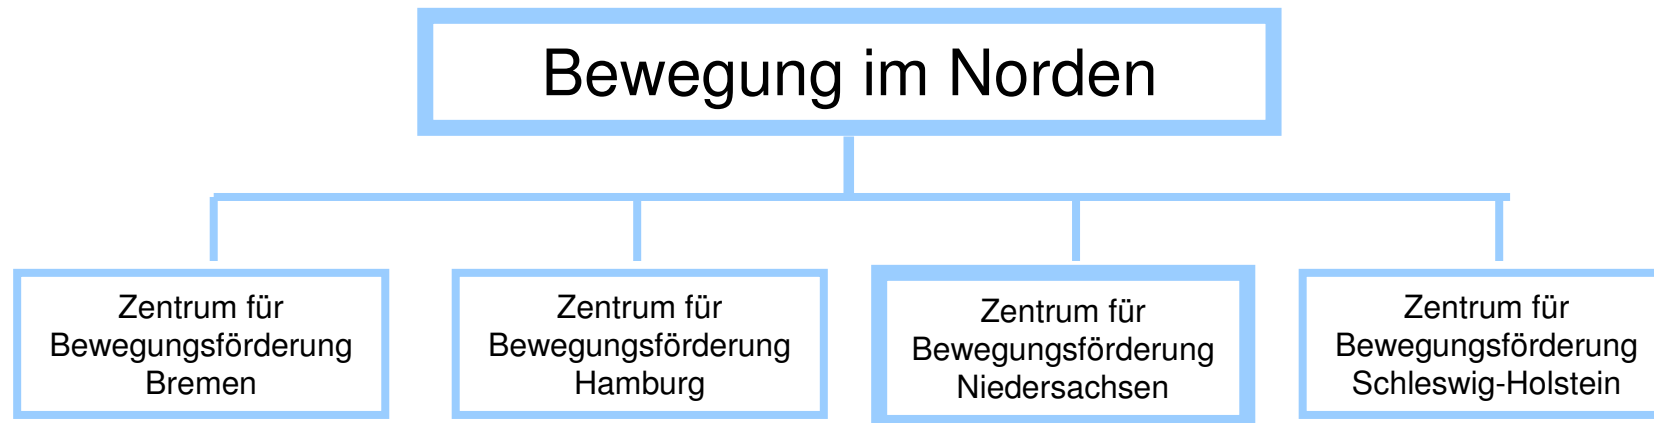 Bewegung im Norden
Zentrum für
Bewegungsförderung
Bremen
Zentrum für
Bewegungsförderung
Hamburg
Zentrum für
Bewegungsförderung
Niedersachsen
Zentrum für
Bewegungsförderung
Schleswig-Holstein